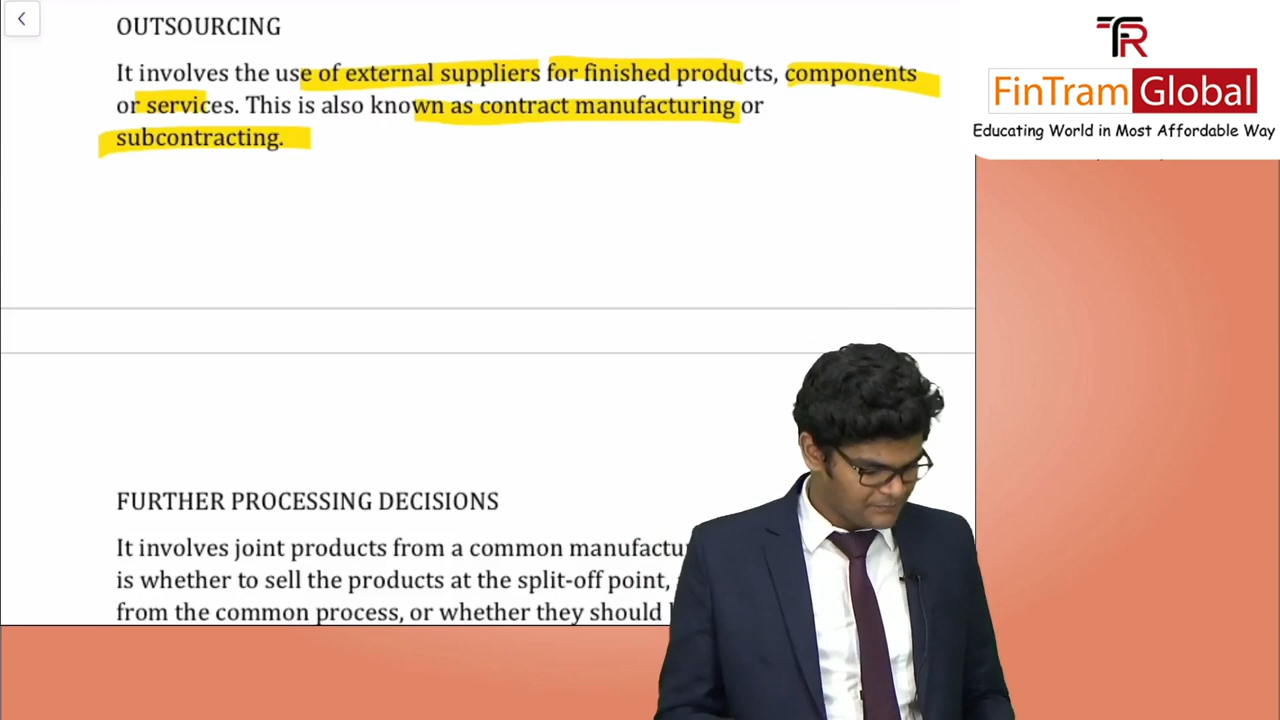 OUTSOURCING
It involves the use of external suppliers for finished products, components
or services. This is also known as contract manufacturing or
subcontracting.
FURTHER PROCESSING DECISIONS
It involves joint products from a common
is whether to sell the products at the split-off point,
from the common process, or whether they should
TR
FinTram Global
Educating World in Most Affordable Way